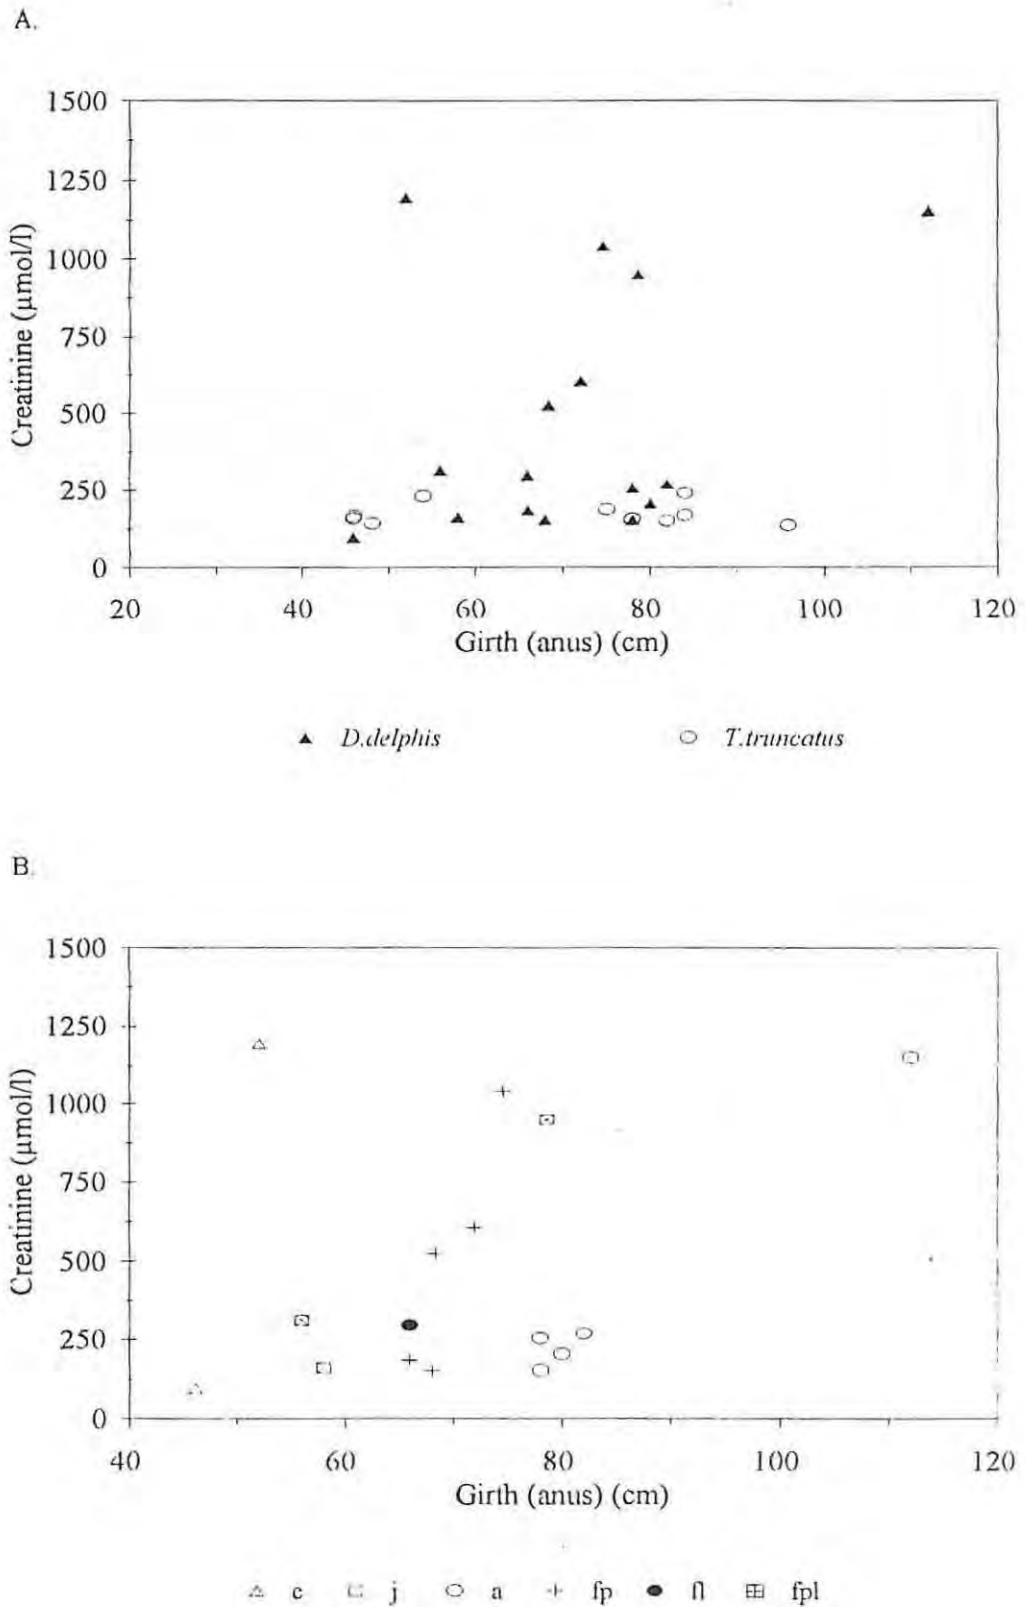 A.
1500
1250
1000
750
500
250
0
Creatinine (µmol/l)
20 40 60 80 100 120
Girth (anus) (cm)
▲ D.delphis ○ T.truncatus
B.
1500
1250
1000
750
500
250
0
Creatinine (µmol/l)
40 60 80 100 120
Girth (anus) (cm)
△ c □ j ○ a + fp ● fl ⊞ fpl